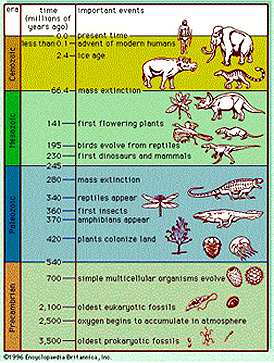 era
time
(millions of
years ago)
important events
Cenozoic
0.0 present time
less than 0.1 advent of modern humans
2.4 ice age
66.4 mass extinction
Mesozoic
141 first flowering plants
195 birds evolve from reptiles
230 first dinosaurs and mammals
245
Paleozoic
280 mass extinction
340 reptiles appear
360 first insects
370 amphibians appear
420 plants colonize land
540
Precambrian
700 simple multicellular organisms evolve
2,100 oldest eukaryotic fossils
2,500 oxygen begins to accumulate in atmosphere
3,500 oldest prokaryotic fossils
©1996 Encyclopaedia Britannica, Inc.